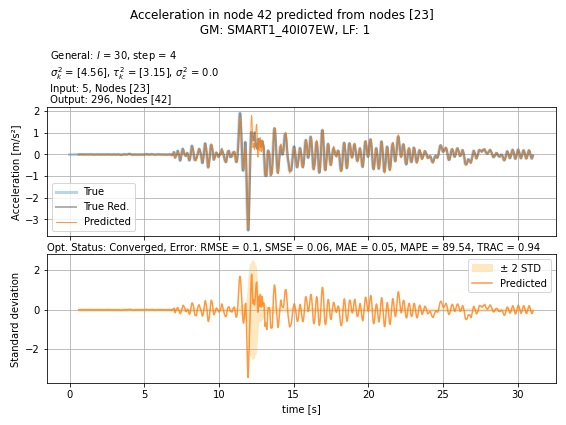 Acceleration in node 42 predicted from nodes [23]
GM: SMART1_40I07EW, LF: 1
General: l = 30, step = 4
σ²ₖ = [4.56], τ²ₖ = [3.15], σ²ε = 0.0
Input: 5, Nodes [23]
Output: 296, Nodes [42]
Acceleration [m/s²]
2
1
0
−1
−2
−3
True
True Red.
Predicted
Opt. Status: Converged, Error: RMSE = 0.1, SMSE = 0.06, MAE = 0.05, MAPE = 89.54, TRAC = 0.94
Standard deviation
2
0
−2
± 2 STD
Predicted
0 5 10 15 20 25 30
time [s]